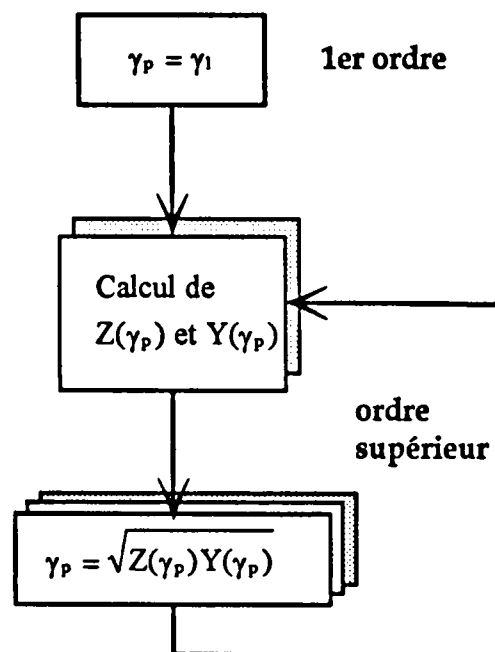 γp = γ1
1er ordre
Calcul de
Z(γp) et Y(γp)
ordre
supérieur
γp = √Z(γp)Y(γp)